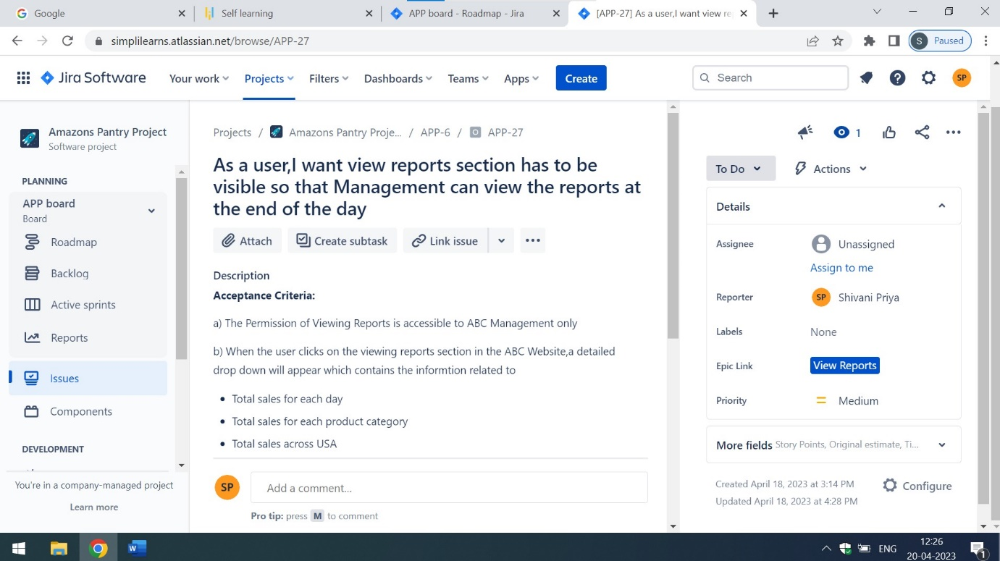 Google
Self learning
APP board - Roadmap - Jira
[APP-27] As a user,I want view re
simplilearns.atlassian.net/browse/APP-27
S Paused
Jira Software
Your work
Projects
Filters
Dashboards
Teams
Apps
Create
Search
SP
Amazons Pantry Project
Software project
PLANNING
APP board
Board
Roadmap
Backlog
Active sprints
Reports
Issues
Components
DEVELOPMENT
You're in a company-managed project
Learn more
Projects / Amazons Pantry Proje... / APP-6 / APP-27
As a user,I want view reports section has to be
visible so that Management can view the reports at
the end of the day
Attach
Create subtask
Link issue
Description
Acceptance Criteria:
a) The Permission of Viewing Reports is accessible to ABC Management only
b) When the user clicks on the viewing reports section in the ABC Website,a detailed
drop down will appear which contains the informtion related to
• Total sales for each day
• Total sales for each product category
• Total sales across USA
SP
Add a comment...
Pro tip: press M to comment
1
To Do
Actions
Details
Assignee
Unassigned
Assign to me
Reporter
SP Shivani Priya
Labels
None
Epic Link
View Reports
Priority
Medium
More fields Story Points, Original estimate, Ti...
Created April 18, 2023 at 3:14 PM
Updated April 18, 2023 at 4:28 PM
Configure
W
ENG
12:26
20-04-2023
1